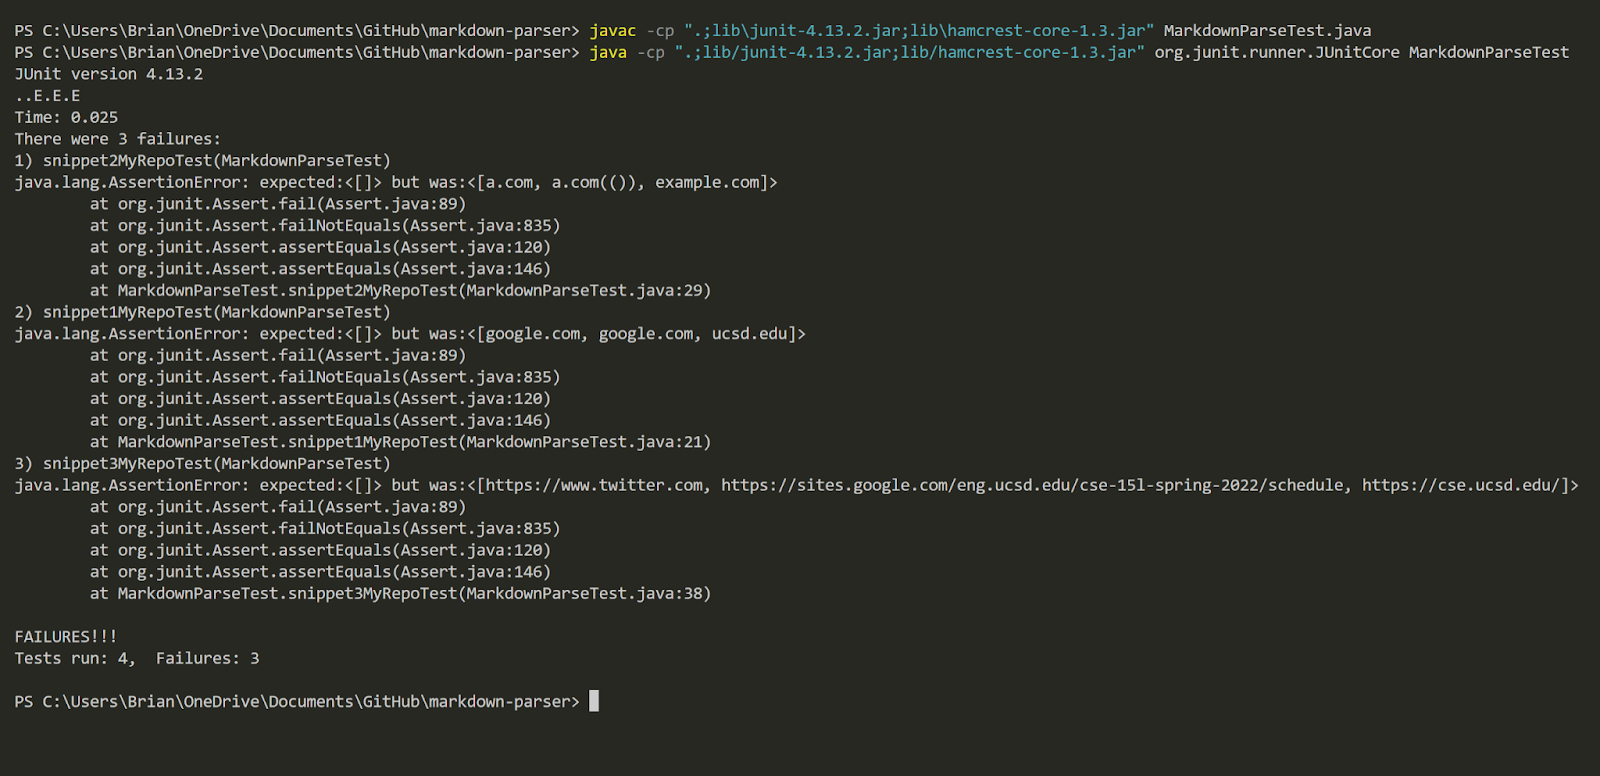 PS C:\Users\Brian\OneDrive\Documents\GitHub\markdown-parser> javac -cp ".;lib\junit-4.13.2.jar;lib\hamcrest-core-1.3.jar" MarkdownParseTest.java
PS C:\Users\Brian\OneDrive\Documents\GitHub\markdown-parser> java -cp ".;lib/junit-4.13.2.jar;lib/hamcrest-core-1.3.jar" org.junit.runner.JUnitCore MarkdownParseTest
JUnit version 4.13.2
..E.E.E
Time: 0.025
There were 3 failures:
1) snippet2MyRepoTest(MarkdownParseTest)
java.lang.AssertionError: expected:<[]> but was:<[a.com, a.com(()), example.com]>
        at org.junit.Assert.fail(Assert.java:89)
        at org.junit.Assert.failNotEquals(Assert.java:835)
        at org.junit.Assert.assertEquals(Assert.java:120)
        at org.junit.Assert.assertEquals(Assert.java:146)
        at MarkdownParseTest.snippet2MyRepoTest(MarkdownParseTest.java:29)
2) snippet1MyRepoTest(MarkdownParseTest)
java.lang.AssertionError: expected:<[]> but was:<[google.com, google.com, ucsd.edu]>
        at org.junit.Assert.fail(Assert.java:89)
        at org.junit.Assert.failNotEquals(Assert.java:835)
        at org.junit.Assert.assertEquals(Assert.java:120)
        at org.junit.Assert.assertEquals(Assert.java:146)
        at MarkdownParseTest.snippet1MyRepoTest(MarkdownParseTest.java:21)
3) snippet3MyRepoTest(MarkdownParseTest)
java.lang.AssertionError: expected:<[]> but was:<[https://www.twitter.com, https://sites.google.com/eng.ucsd.edu/cse-15l-spring-2022/schedule, https://cse.ucsd.edu/]>
        at org.junit.Assert.fail(Assert.java:89)
        at org.junit.Assert.failNotEquals(Assert.java:835)
        at org.junit.Assert.assertEquals(Assert.java:120)
        at org.junit.Assert.assertEquals(Assert.java:146)
        at MarkdownParseTest.snippet3MyRepoTest(MarkdownParseTest.java:38)
FAILURES!!!
Tests run: 4,  Failures: 3
PS C:\Users\Brian\OneDrive\Documents\GitHub\markdown-parser>